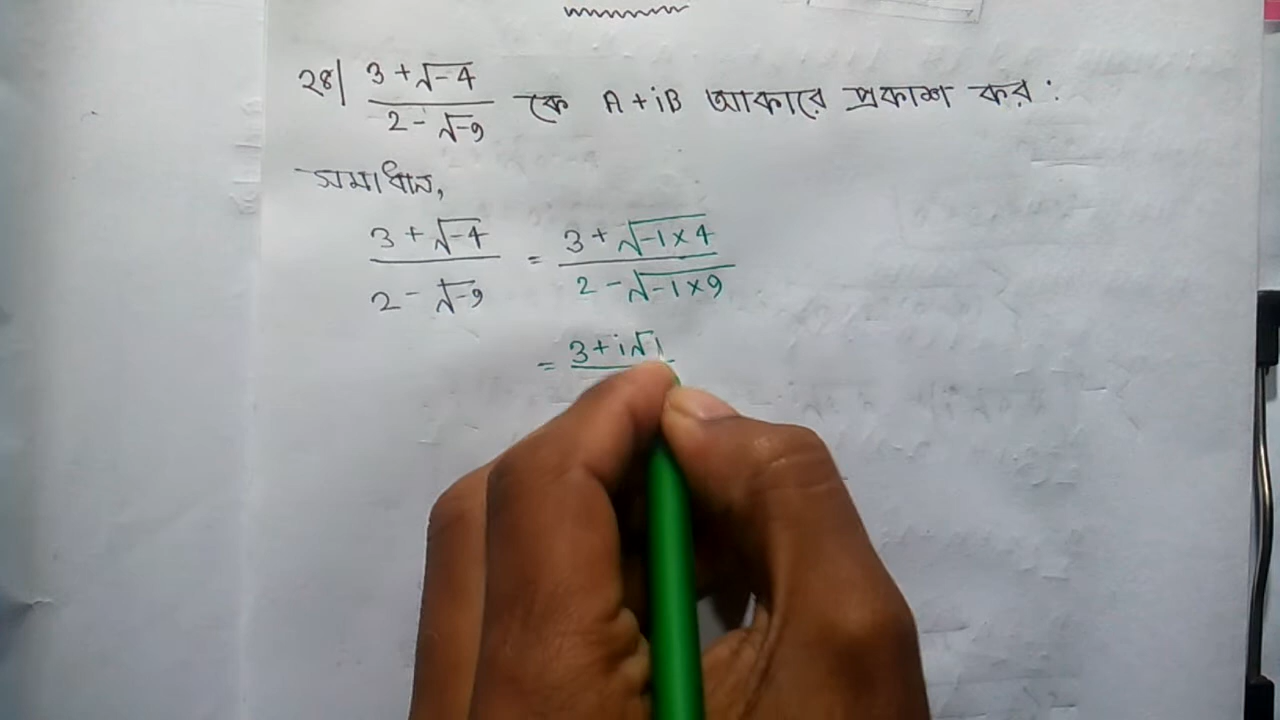 ২৪| 3 + √-4 / 2 - √-9 কে A + iB আকারে প্রকাশ কর :
সমাধান,
3 + √-4 / 2 - √-9 = 3 + √-1×4 / 2 - √-1×9
= 3 + i√